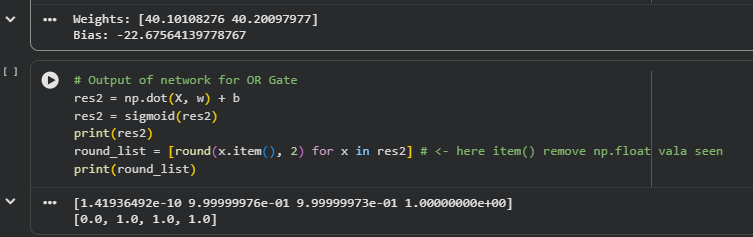 Weights: [40.10108276 40.20097977]
Bias: -22.67564139778767
[ ]
# Output of network for OR Gate
res2 = np.dot(X, w) + b
res2 = sigmoid(res2)
print(res2)
round_list = [round(x.item(), 2) for x in res2] # <- here item() remove np.float vala seen
print(round_list)
[1.41936492e-10 9.99999976e-01 9.99999973e-01 1.00000000e+00]
[0.0, 1.0, 1.0, 1.0]